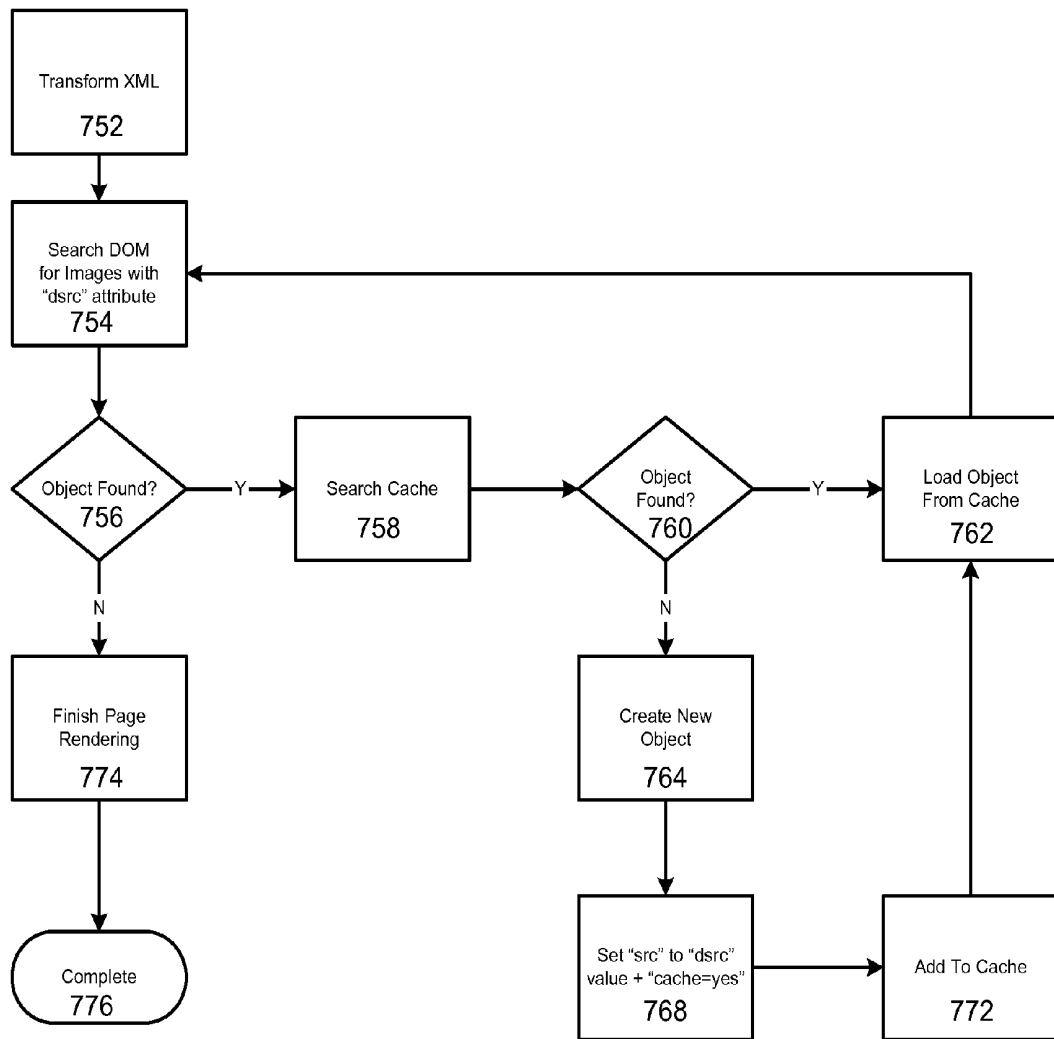 Transform XML
752
Search DOM
for Images with
“dsrc” attribute
754
Object Found?
756
Y
Search Cache
758
Object
Found?
760
Y
Load Object
From Cache
762
N
N
Finish Page
Rendering
774
Create New
Object
764
Complete
776
Set “src” to “dsrc”
value + “cache=yes”
768
Add To Cache
772